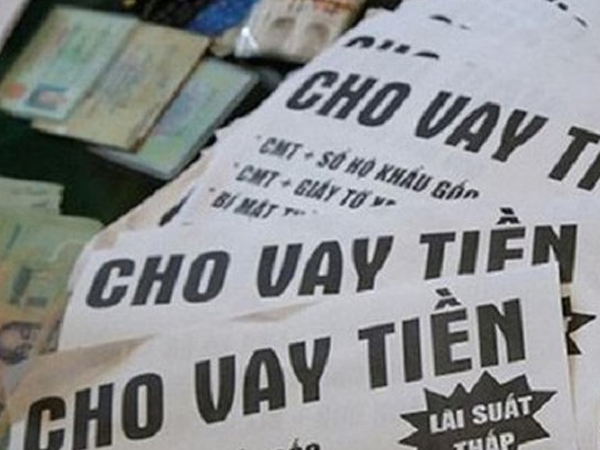 CHO VAY TI
CMT + SỔ HỘ KHẨU GỐC
CMT + GIẤY TỜ
BÍ MẬT
CHO VAY TIỀN
CHO VAY TIỀN
LÃI SUẤT
THẤP